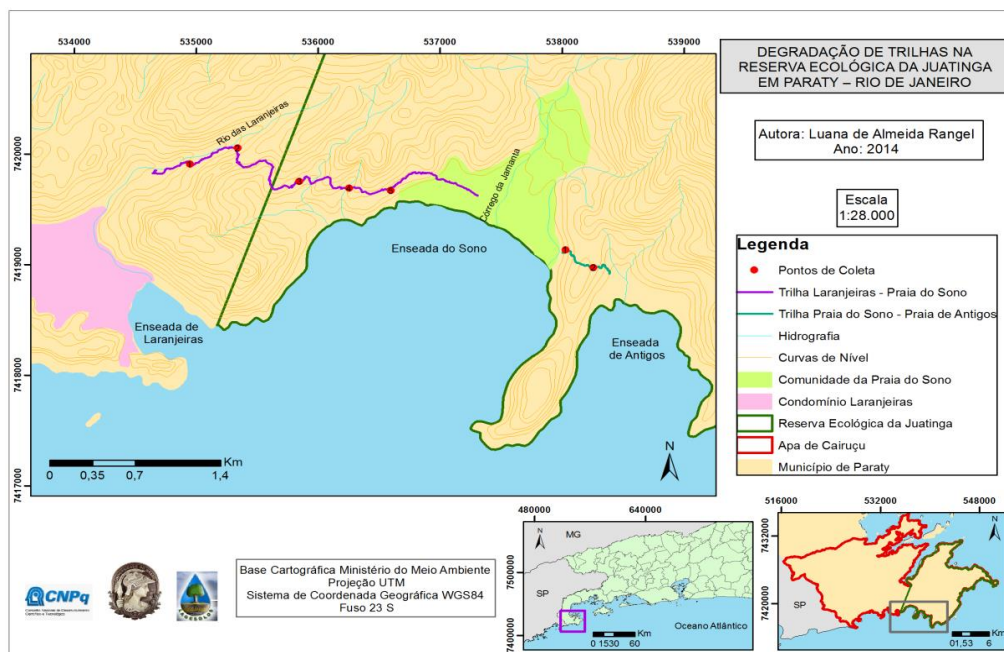 534000 535000 536000 537000 538000 539000
7420000
7419000
7418000
7417000
Rio das Laranjeiras
Córrego da Jamanta
Enseada do Sono
Enseada de
Laranjeiras
Enseada
de Antigos
N
Km
0 0,35 0,7 1,4
DEGRADAÇÃO DE TRILHAS NA
RESERVA ECOLÓGICA DA JUATINGA
EM PARATY – RIO DE JANEIRO
Autora: Luana de Almeida Rangel
Ano: 2014
Escala
1:28.000
Legenda
Pontos de Coleta
Trilha Laranjeiras - Praia do Sono
Trilha Praia do Sono - Praia de Antigos
Hidrografia
Curvas de Nível
Comunidade da Praia do Sono
Condomínio Laranjeiras
Reserva Ecológica da Juatinga
Apa de Cairuçu
Município de Paraty
CNPq
Base Cartográfica Ministério do Meio Ambiente
Projeção UTM
Sistema de Coordenada Geográfica WGS84
Fuso 23 S
480000 640000
7500000
7400000
N
MG
SP
Oceano Atlântico
Km
0 1530 60
516000 532000 548000
7432000
7420000
N
SP
Km
01,53 6